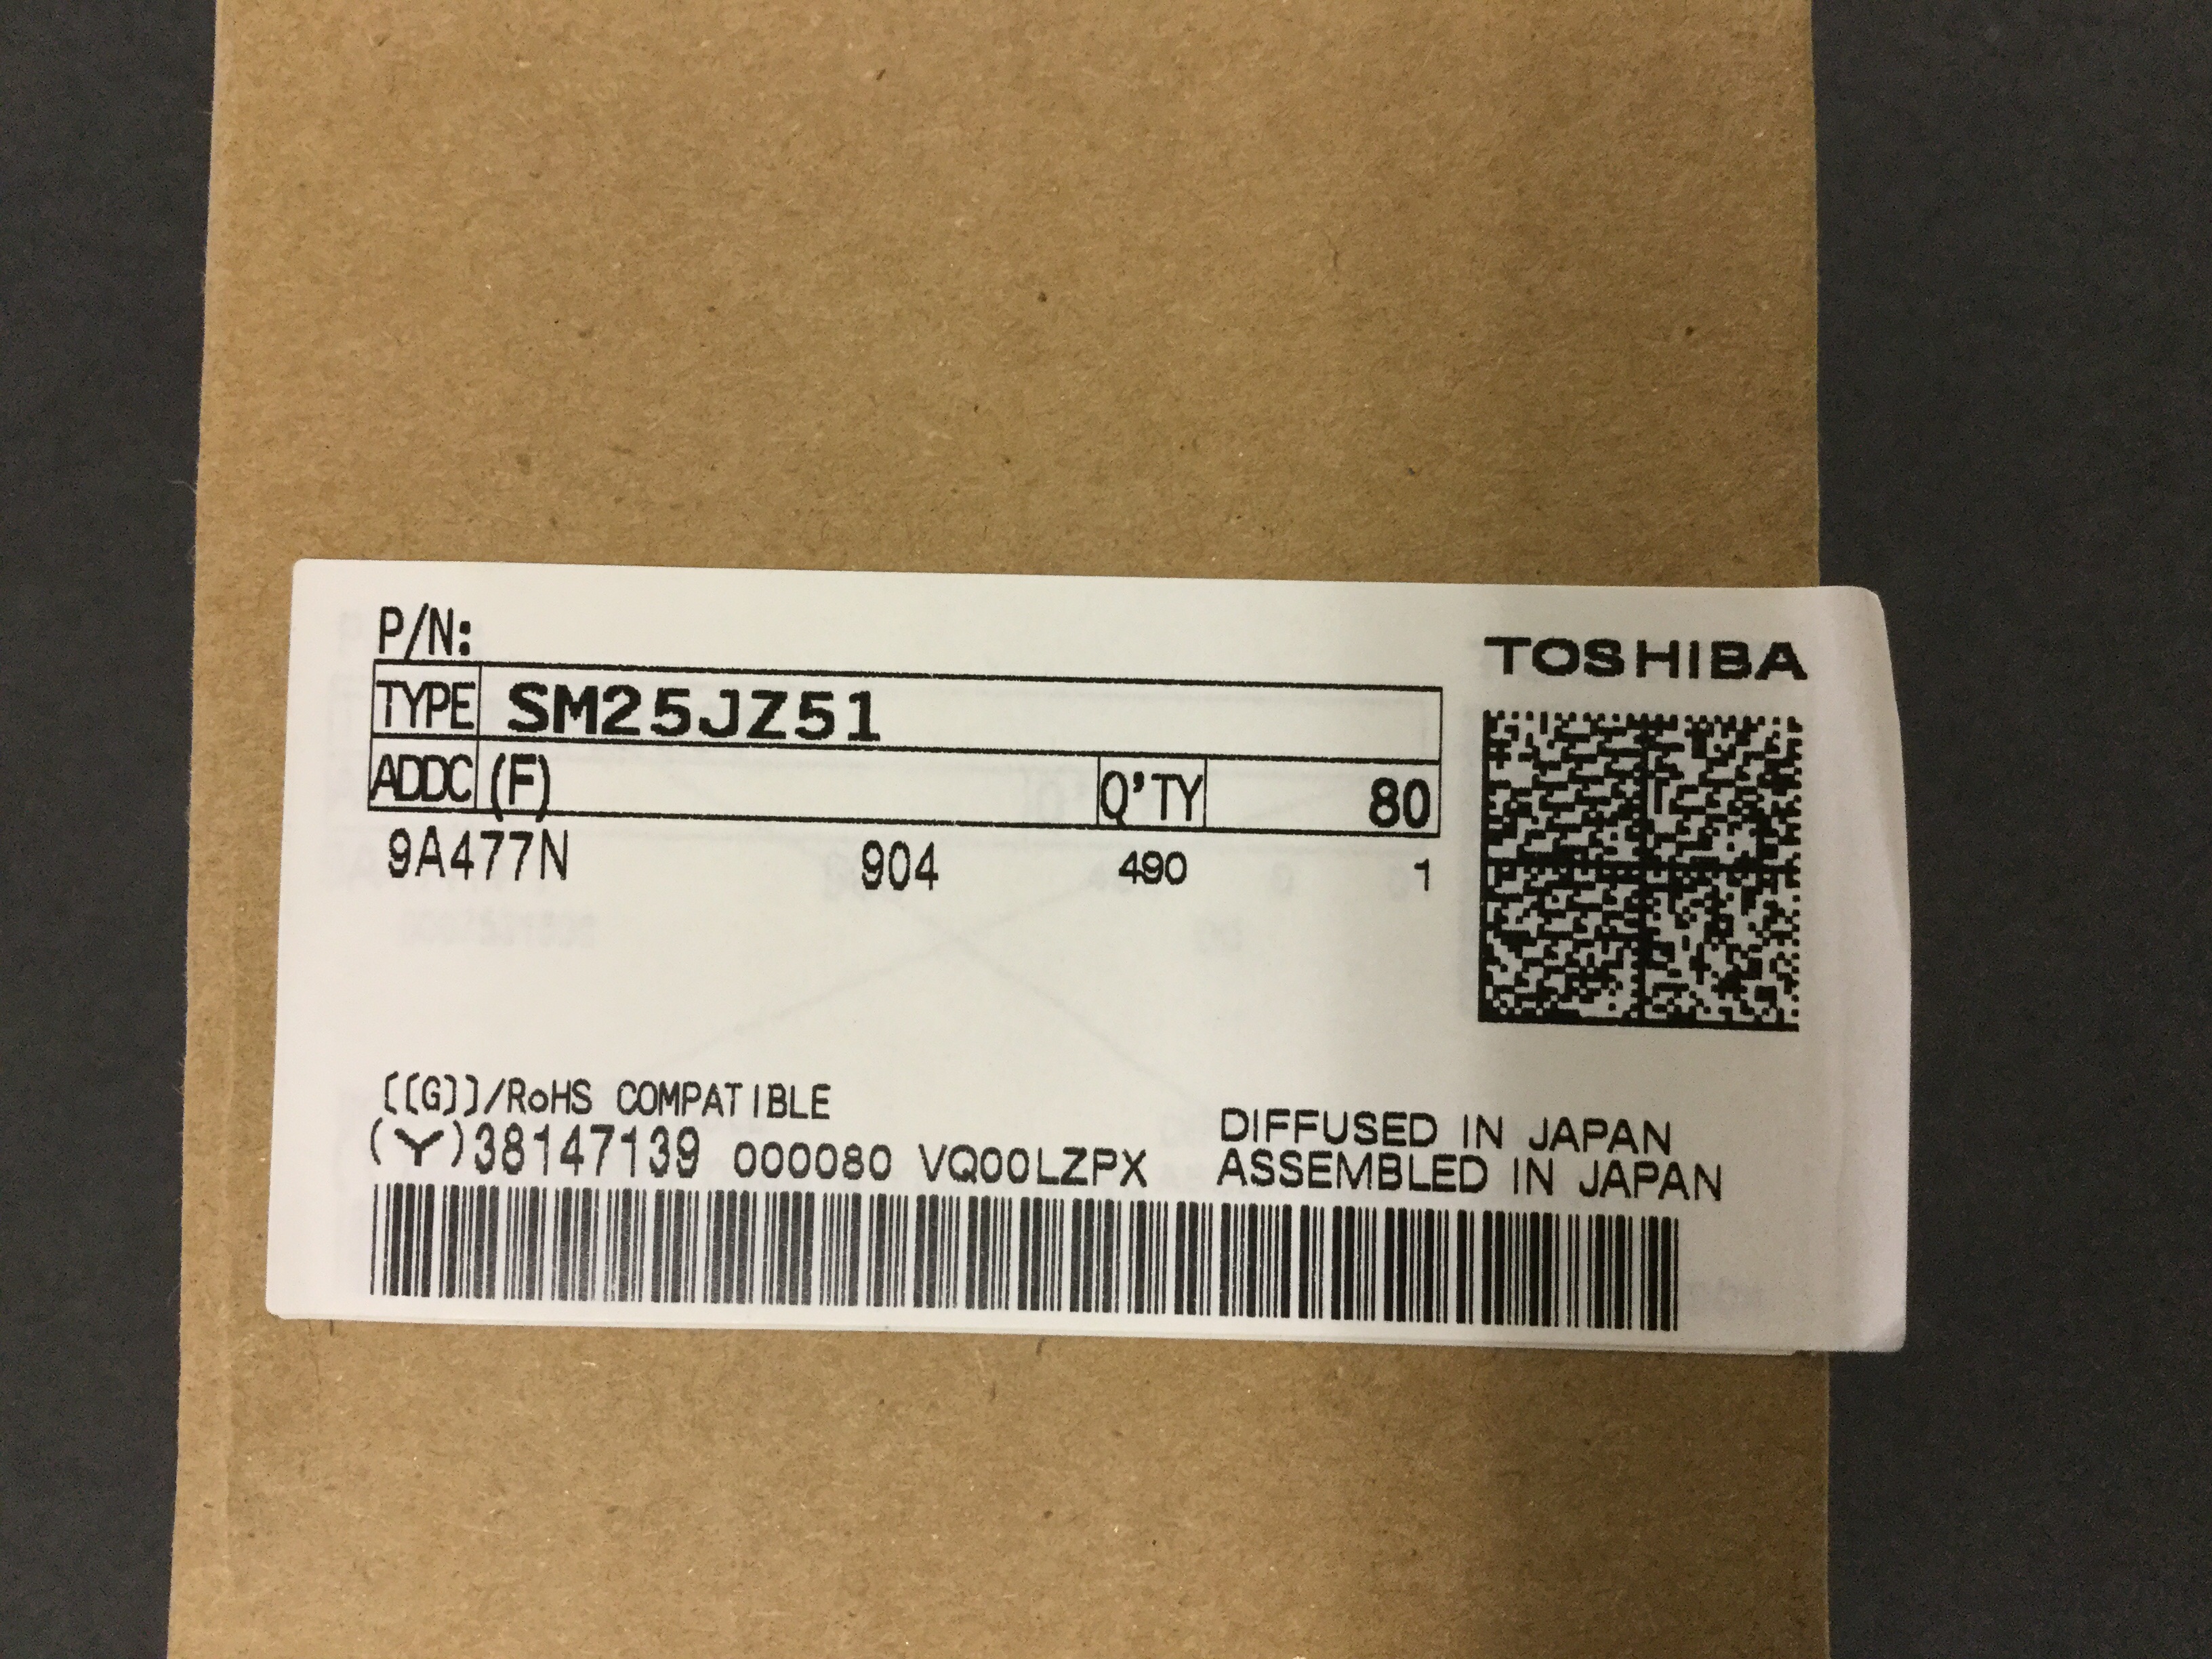 P/N:
TOSHIBA
TYPE SM25JZ51
ADDC (F) Q'TY 80
9A477N 904 490 1
[[G]]/RoHS COMPATIBLE
(Y)38147139 000080 VQ00LZPX
DIFFUSED IN JAPAN
ASSEMBLED IN JAPAN